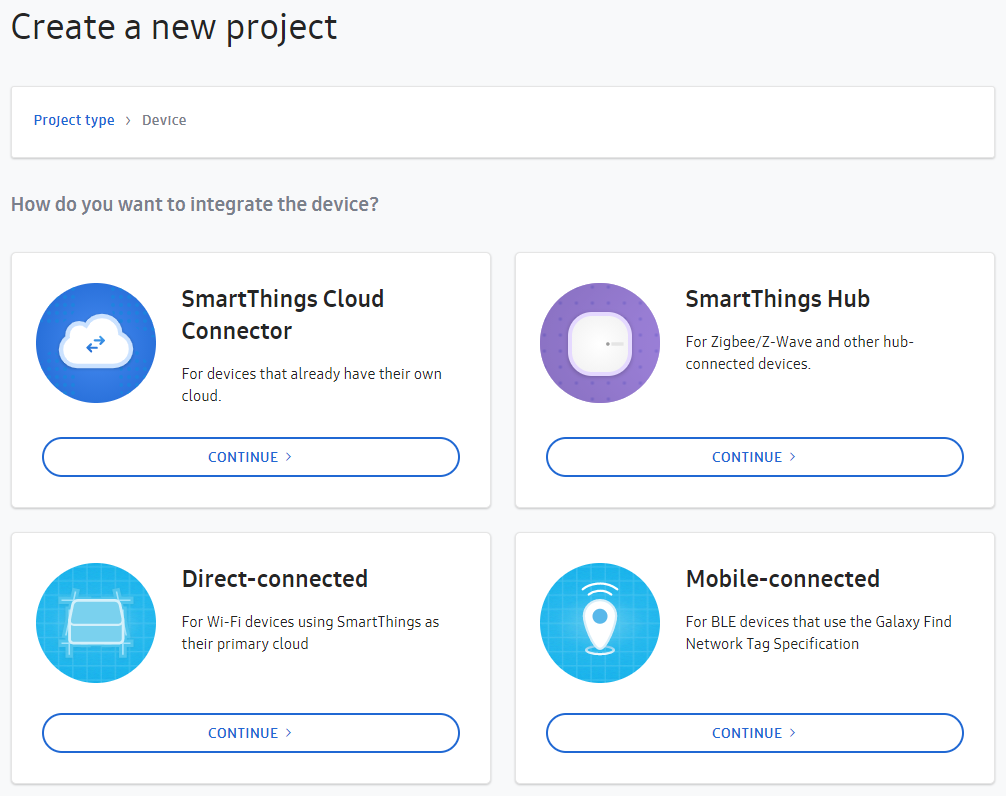 Create a new project
Project type > Device
How do you want to integrate the device?
SmartThings Cloud
Connector
For devices that already have their own
cloud.
CONTINUE >
SmartThings Hub
For Zigbee/Z-Wave and other hub-
connected devices.
CONTINUE >
Direct-connected
For Wi-Fi devices using SmartThings as
their primary cloud
CONTINUE >
Mobile-connected
For BLE devices that use the Galaxy Find
Network Tag Specification
CONTINUE >